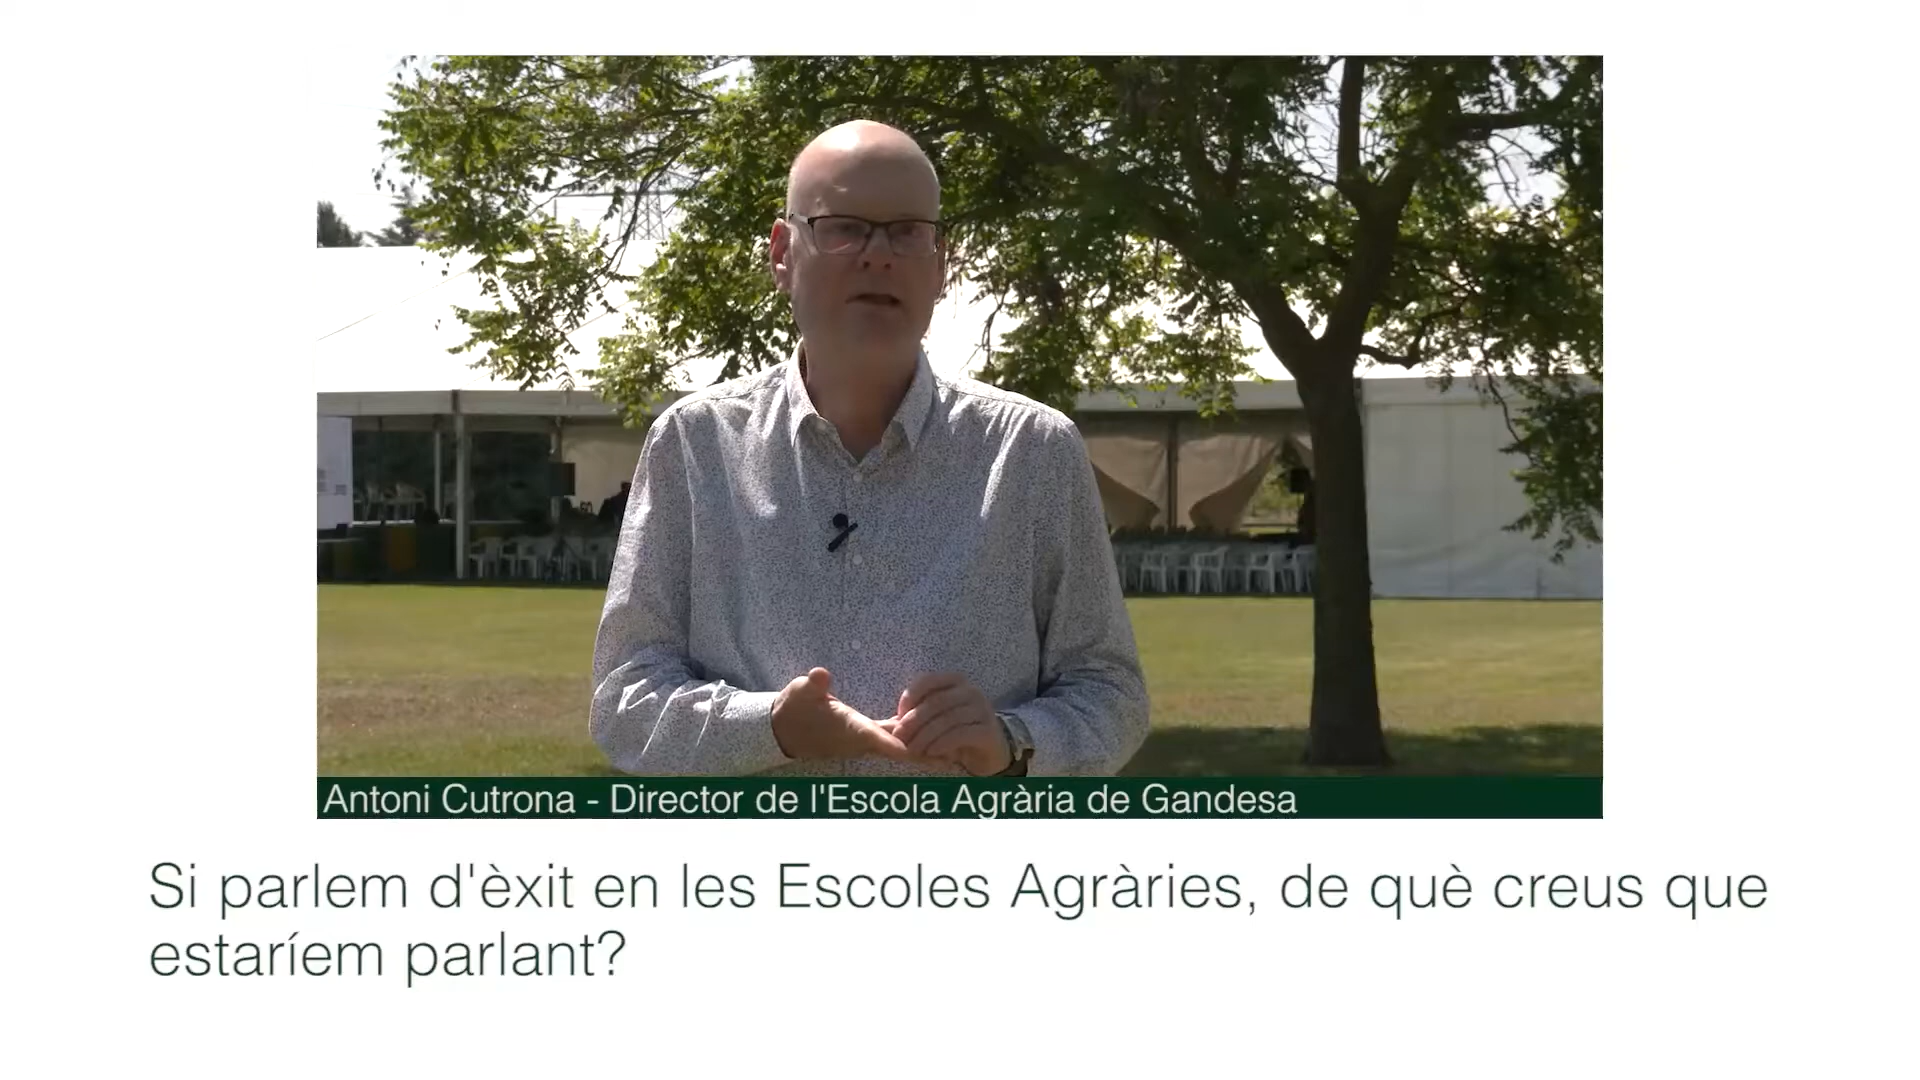 Antoni Cutrona - Director de l'Escola Agrària de Gandesa
Si parlem d'èxit en les Escoles Agràries, de què creus que
estaríem parlant?